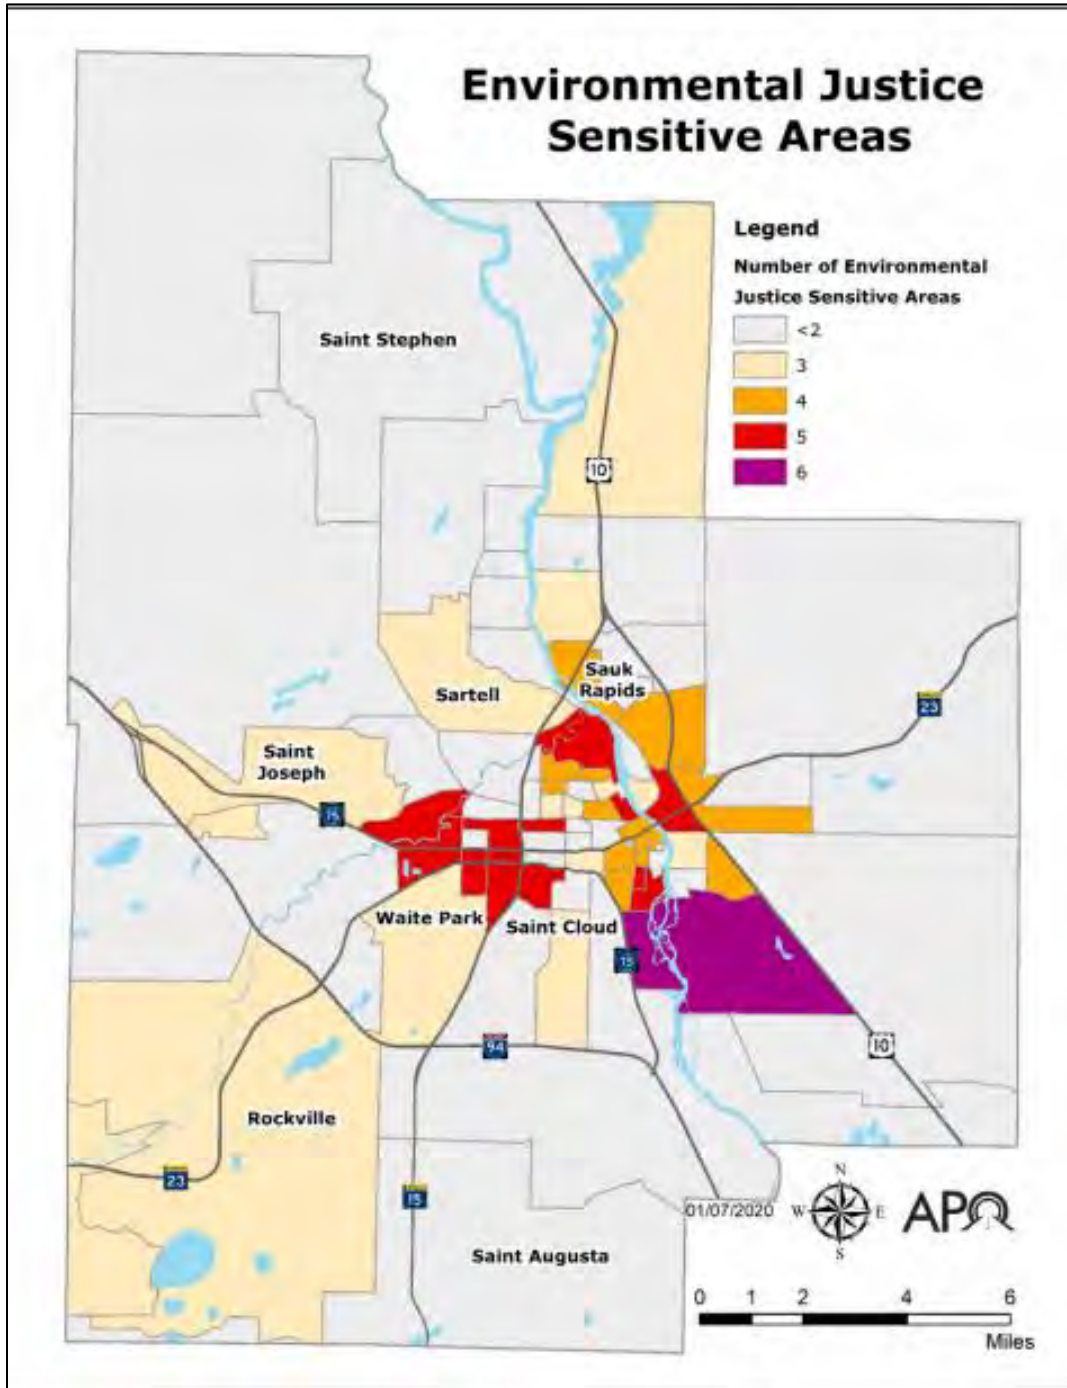 Environmental Justice
Sensitive Areas
Legend
Number of Environmental
Justice Sensitive Areas
<2
3
4
5
6
Saint Stephen
10
Sauk
Rapids
Sartell
23
Saint
Joseph
75
Waite Park
Saint Cloud
15
94
10
Rockville
23
15
01/07/2020
N
W
E
S
APO
Saint Augusta
0 1 2 4 6
Miles